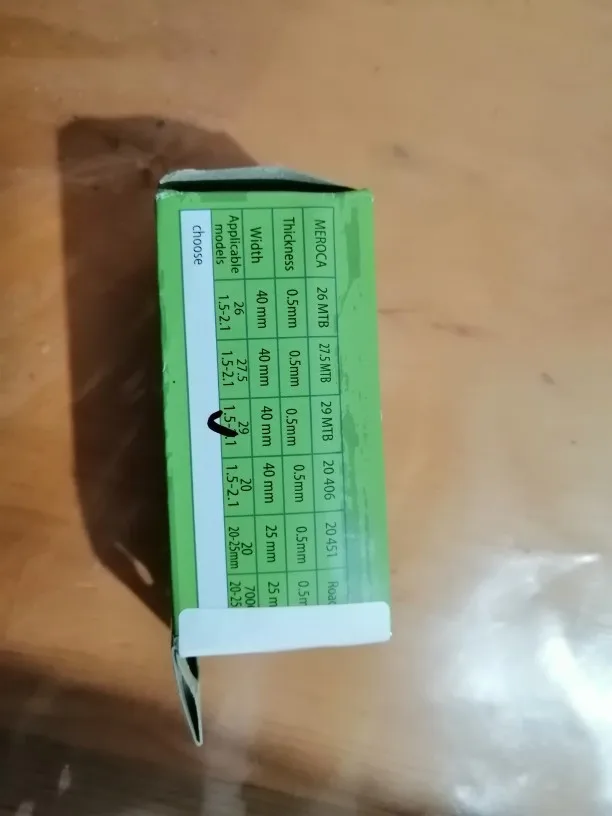 MEROCA 26 MTB 27.5 MTB 29 MTB 20 406 20 451
Thickness 0.5mm 0.5mm 0.5mm 0.5mm 0.5mm
Width 40 mm 40 mm 40 mm 40 mm 25 mm
Applicable 26 27.5 29 20 20
models 1.5-2.1 1.5-2.1 1.5-2.1 1.5-2.1 20-25mm
choose